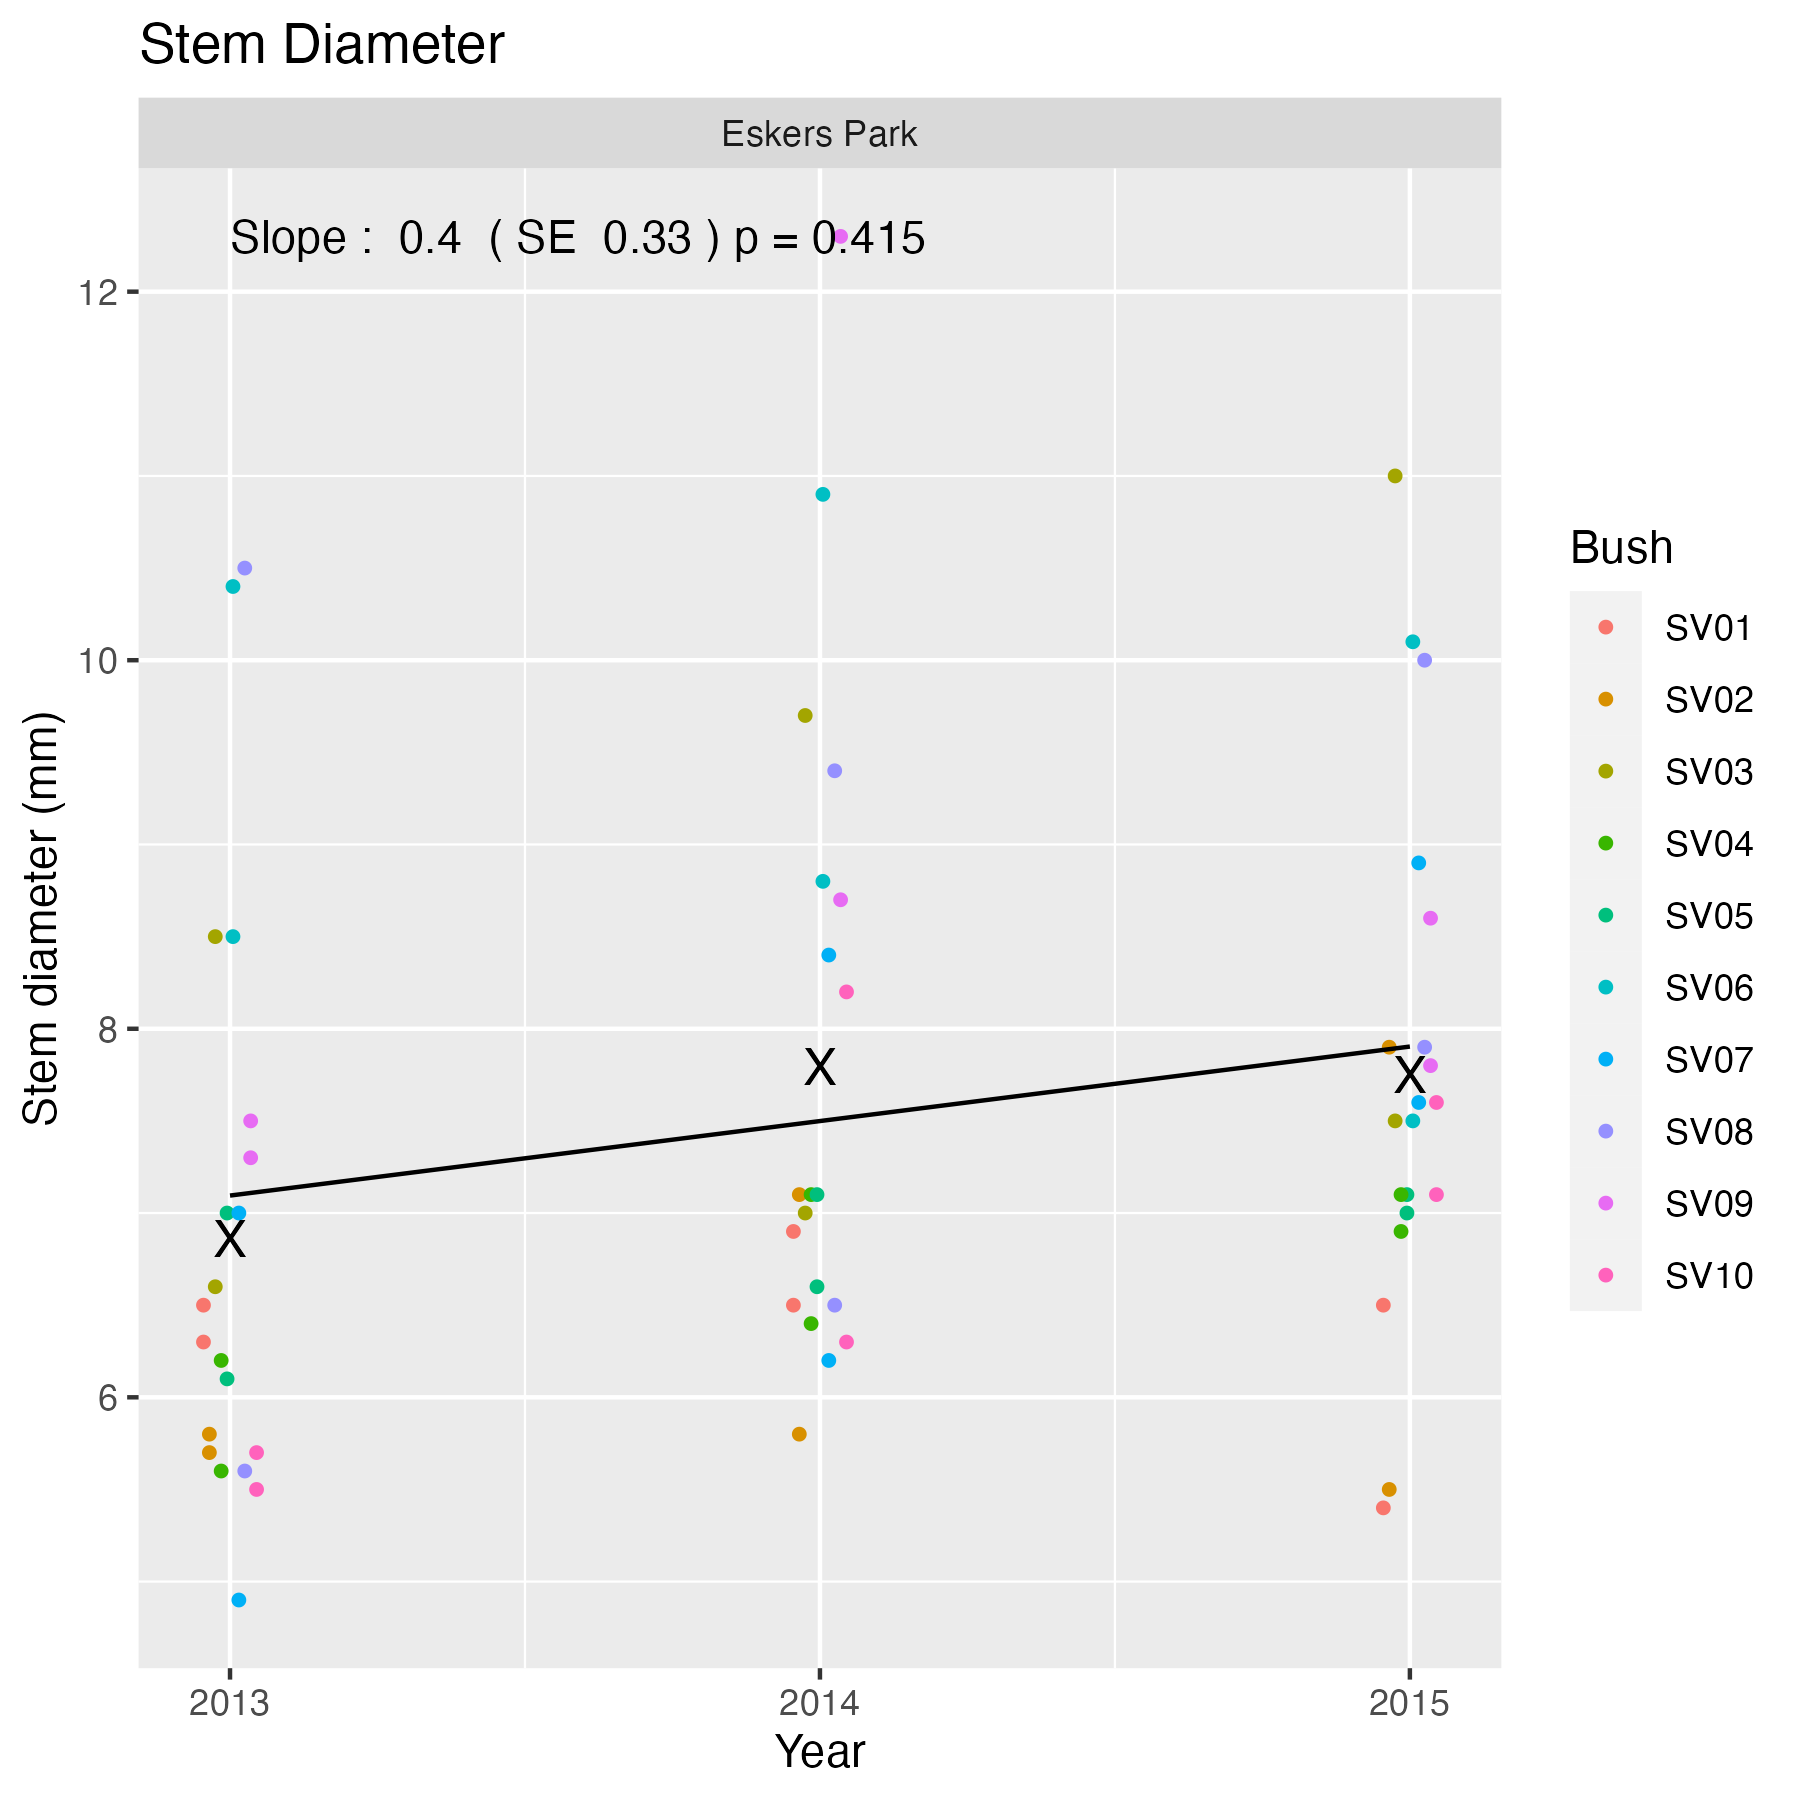 Stem Diameter
Eskers Park
Slope :  0.4  ( SE  0.33 ) p = 0.415
12
10
8
6
Stem diameter (mm)
X
X
X
2013
2014
2015
Year
Bush
SV01
SV02
SV03
SV04
SV05
SV06
SV07
SV08
SV09
SV10